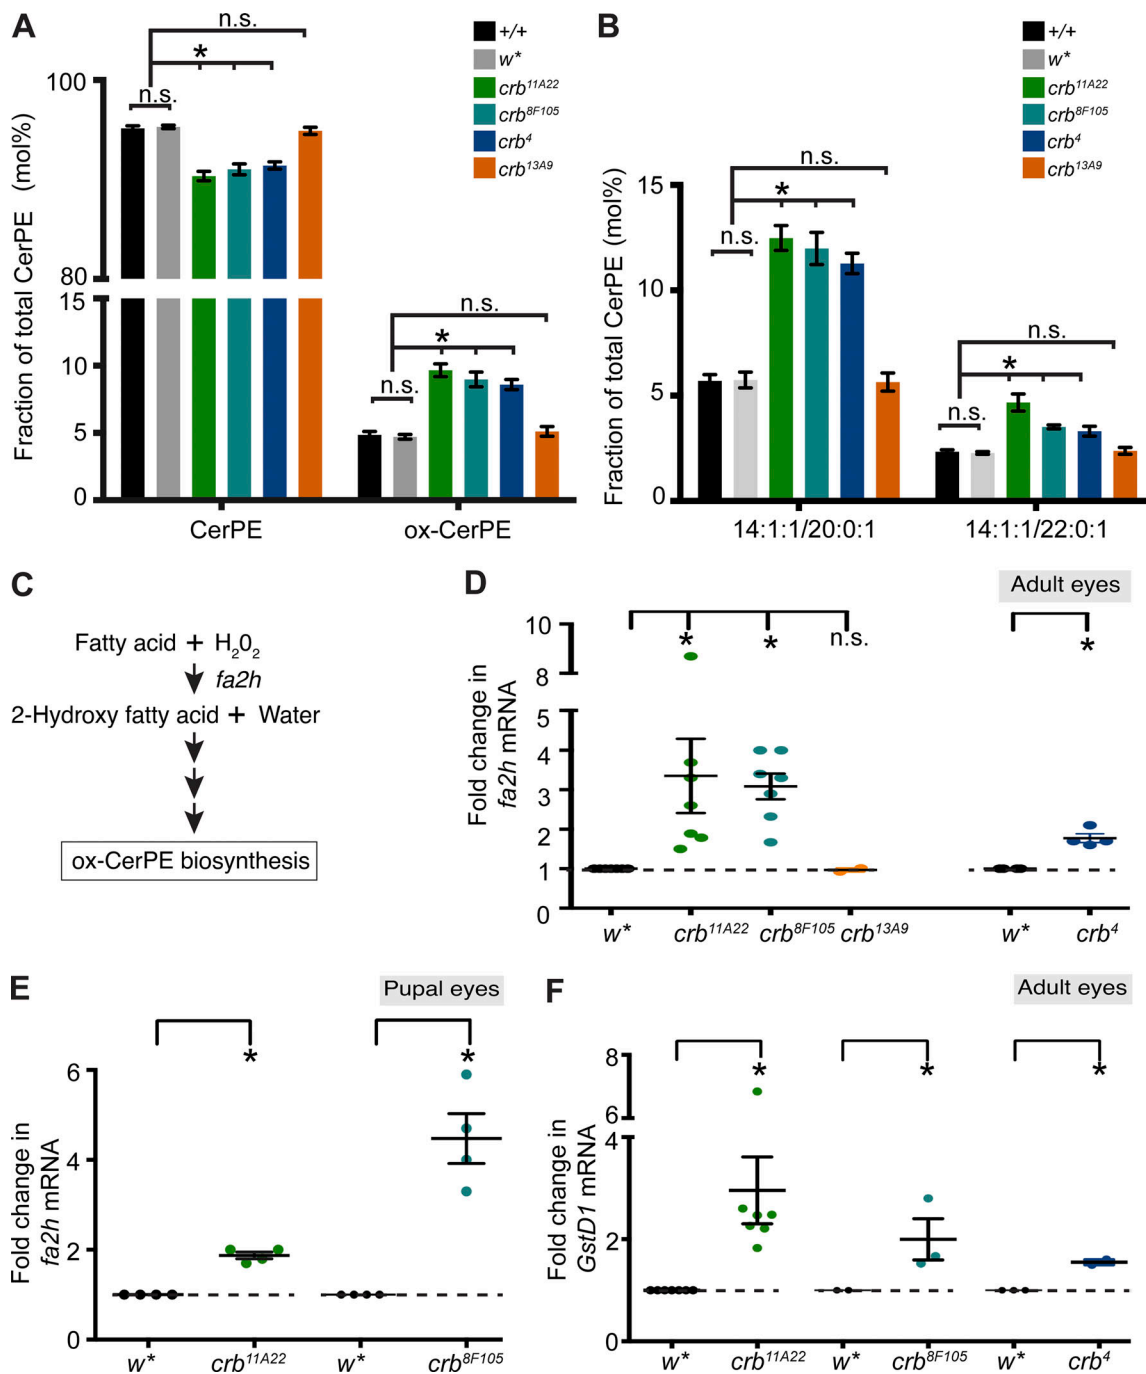 A
n.s.
*
n.s.
+/+
w*
crb11A22
crb8F105
crb4
crb13A9
Fraction of total CerPE (mol%)
100
80
15
10
5
0
n.s.
*
n.s.
CerPE
ox-CerPE
B
+/+
w*
crb11A22
crb8F105
crb4
crb13A9
Fraction of total CerPE (mol%)
15
10
5
0
n.s.
*
n.s.
n.s.
*
n.s.
14:1:1/20:0:1
14:1:1/22:0:1
C
Fatty acid + H2O2
fa2h
2-Hydroxy fatty acid + Water
ox-CerPE biosynthesis
D
Adult eyes
Fold change in
fa2h mRNA
10
8
5
4
3
2
1
0
* * n.s. *
w* crb11A22 crb8F105 crb13A9 w* crb4
E
Pupal eyes
Fold change in
fa2h mRNA
6
4
2
0
* *
w* crb11A22 w* crb8F105
F
Adult eyes
Fold change in
GstD1 mRNA
8
6
4
2
0
* * *
w* crb11A22 w* crb8F105 w* crb4